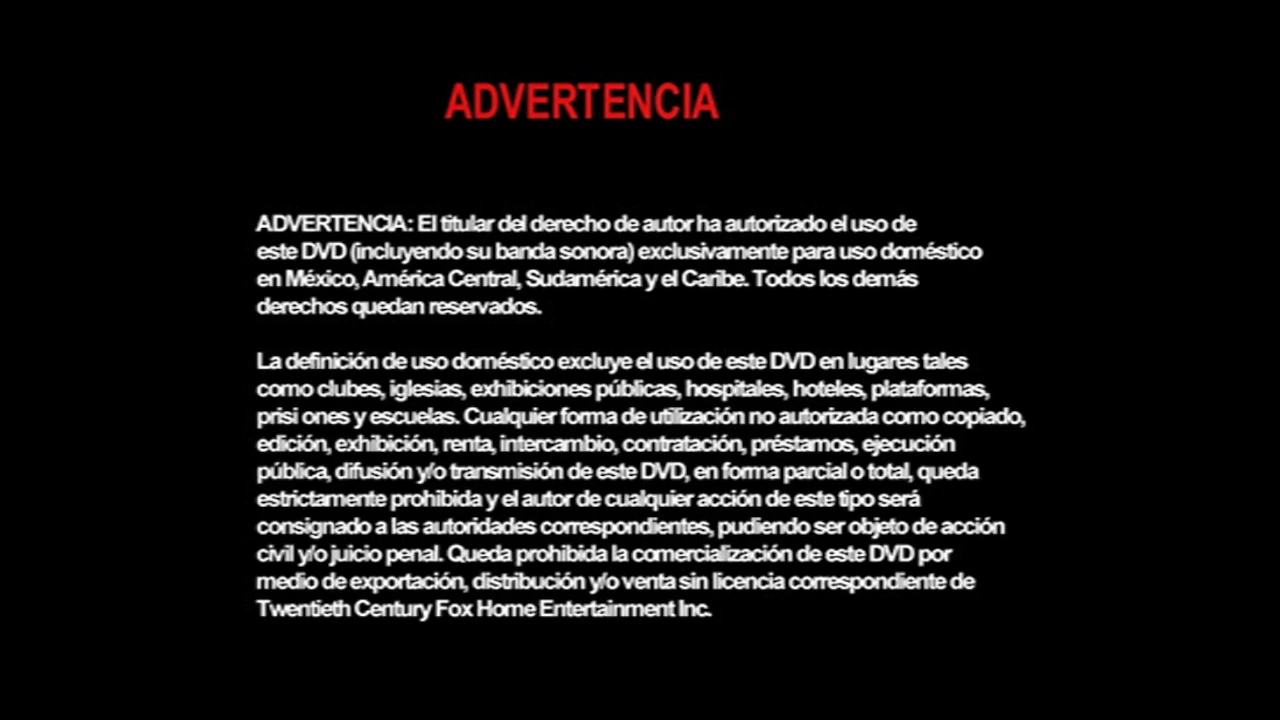 ADVERTENCIA
ADVERTENCIA: El titular del derecho de autor ha autorizado el uso de
este DVD (incluyendo su banda sonora) exclusivamente para uso doméstico
en México, América Central, Sudamérica y el Caribe. Todos los demás
derechos quedan reservados.
La definición de uso doméstico excluye el uso de este DVD en lugares tales
como clubes, iglesias, exhibiciones públicas, hospitales, hoteles, plataformas,
prisi ones y escuelas. Cualquier forma de utilización no autorizada como copiado,
edición, exhibición, renta, intercambio, contratación, préstamos, ejecución
pública, difusión y/o transmisión de este DVD, en forma parcial o total, queda
estrictamente prohibida y el autor de cualquier acción de este tipo será
consignado a las autoridades correspondientes, pudiendo ser objeto de acción
civil y/o juicio penal. Queda prohibida la comercialización de este DVD por
medio de exportación, distribución y/o venta sin licencia correspondiente de
Twentieth Century Fox Home Entertainment Inc.